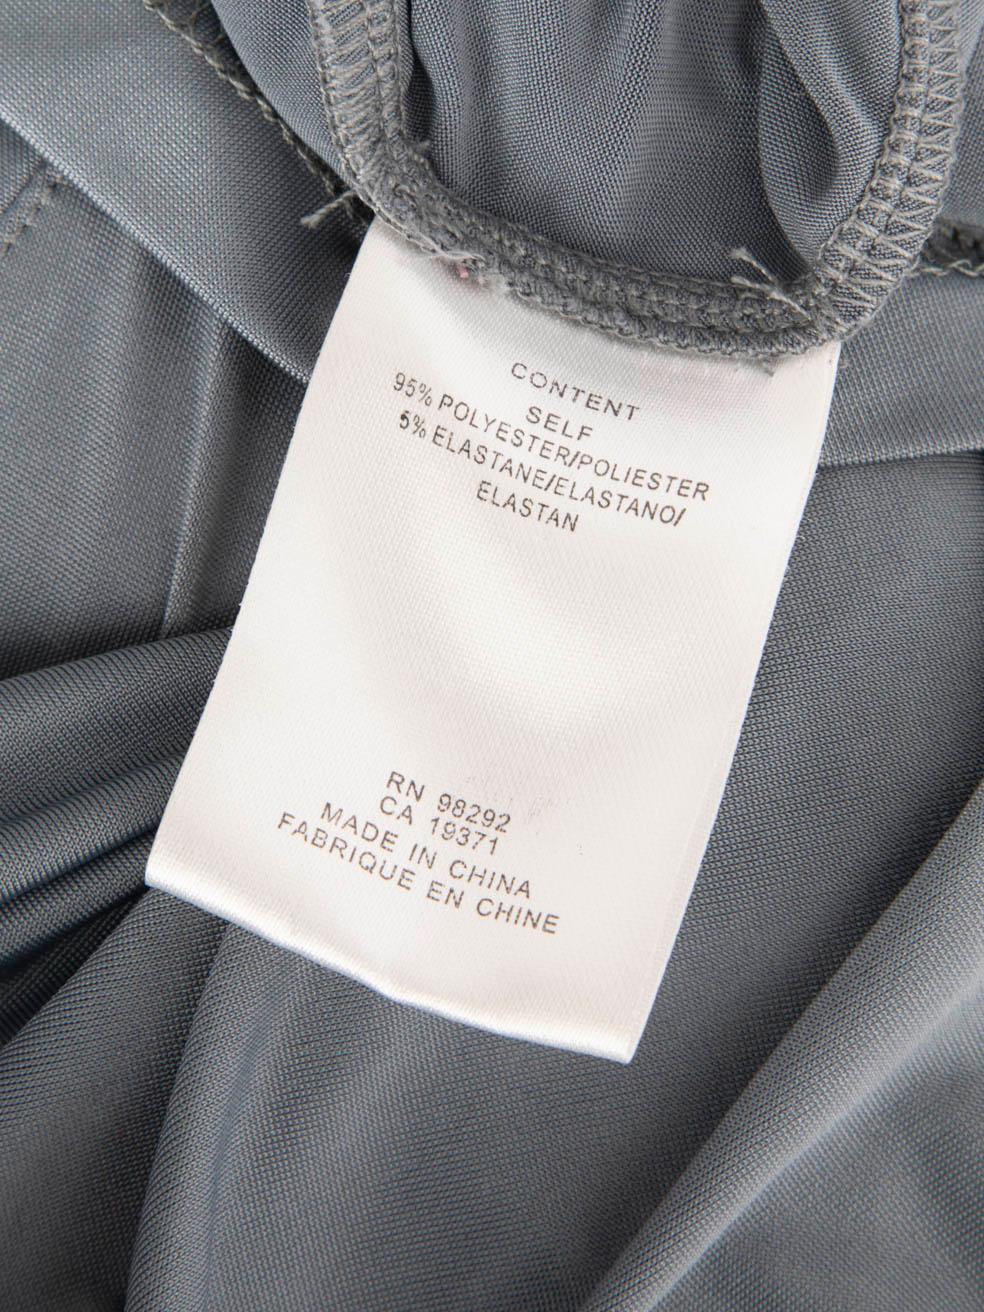 CONTENT
SELF
95% POLYESTER/POLIESTER
5% ELASTANE/ELASTANO/
ELASTAN
RN 98292
CA 19371
MADE IN CHINA
FABRIQUE EN CHINE